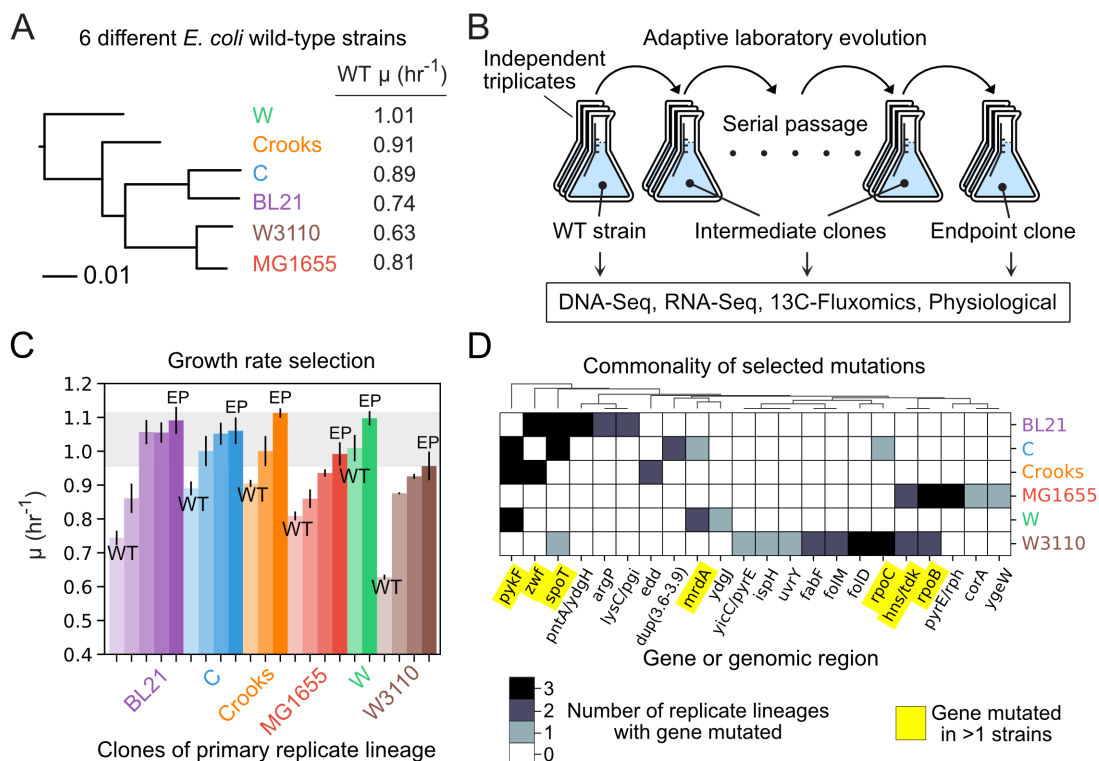 A
6 different E. coli wild-type strains
WT µ (hr-1)
W 1.01
Crooks 0.91
C 0.89
BL21 0.74
W3110 0.63
MG1655 0.81
0.01
B
Adaptive laboratory evolution
Independent
triplicates
Serial passage
WT strain
Intermediate clones
Endpoint clone
DNA-Seq, RNA-Seq, 13C-Fluxomics, Physiological
C
Growth rate selection
µ (hr-1)
1.2
1.1
1.0
0.9
0.8
0.7
0.6
0.5
0.4
WT
EP
WT
EP
WT
EP
WT
EP
WT
EP
WT
EP
BL21
C
Crooks
MG1655
W
W3110
Clones of primary replicate lineage
D
Commonality of selected mutations
BL21
C
Crooks
MG1655
W
W3110
pykF
zwf
spoT
pntA/ydgH
argP
lysC/pgi
edd
dup(3.6-3.9)
mrdA
ydgJ
yicC/pyrE
ispH
uvrY
fabF
folM
folD
rpoC
hns/tdk
rpoB
pyrE/rph
corA
ygeW
Gene or genomic region
3
2
1
0
Number of replicate lineages
with gene mutated
Gene mutated
in >1 strains